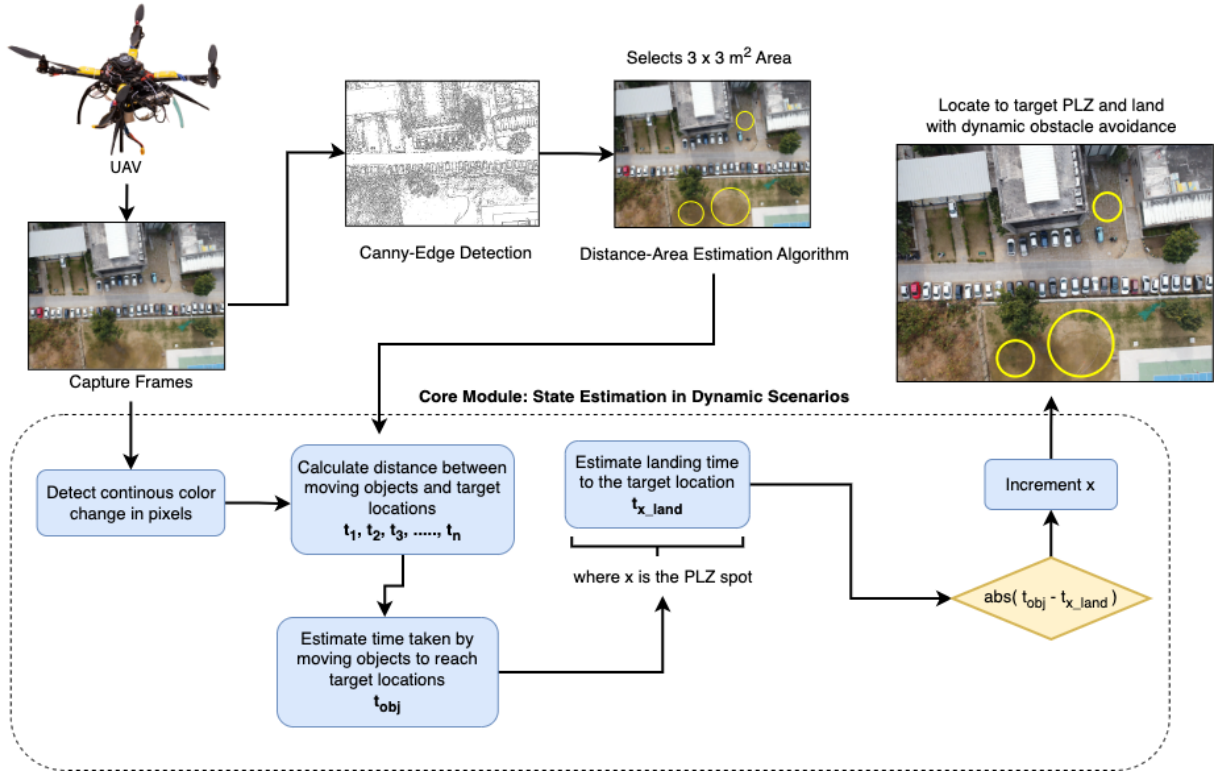 UAV
Capture Frames
Canny-Edge Detection
Selects 3 x 3 m² Area
Distance-Area Estimation Algorithm
Locate to target PLZ and land
with dynamic obstacle avoidance
Core Module: State Estimation in Dynamic Scenarios
Detect continous color
change in pixels
Calculate distance between
moving objects and target
locations
t1, t2, t3, ....., tn
Estimate time taken by
moving objects to reach
target locations
tobj
Estimate landing time
to the target location
tx_land
where x is the PLZ spot
abs( tobj - tx_land )
Increment x